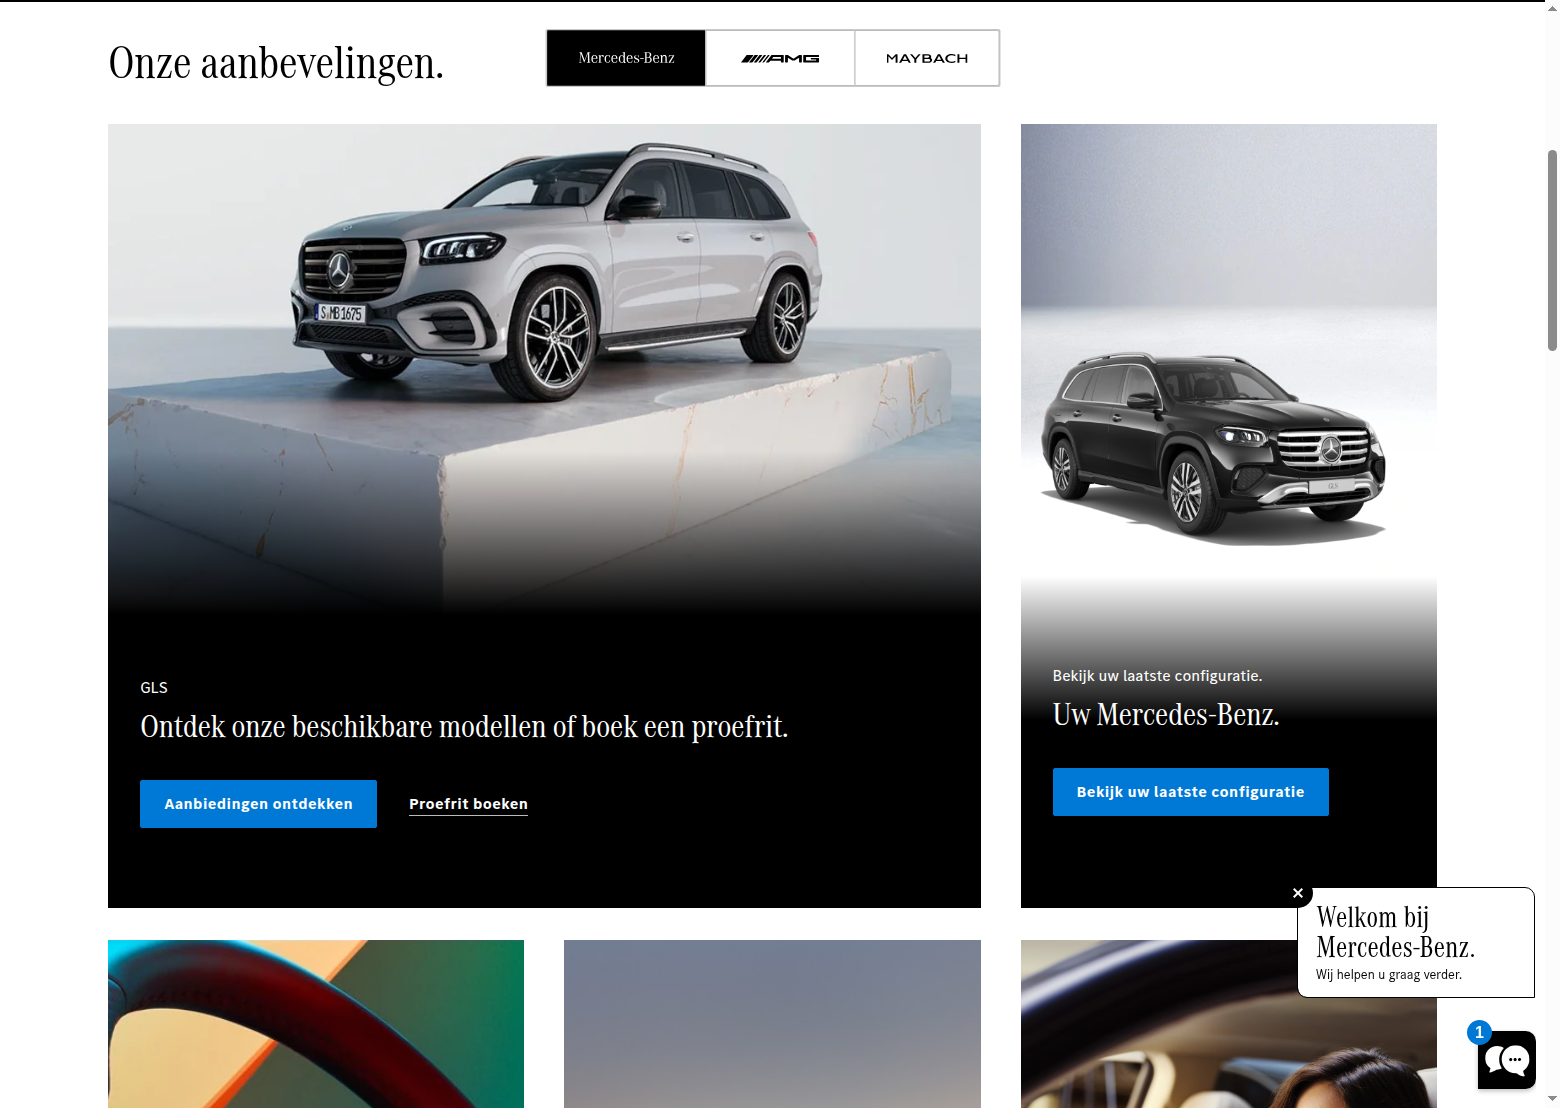 Onze aanbevelingen.
Mercedes-Benz
AMG
MAYBACH
S MB 1675
GLS
GLS
Ontdek onze beschikbare modellen of boek een proefrit.
Aanbiedingen ontdekken
Proefrit boeken
Bekijk uw laatste configuratie.
Uw Mercedes-Benz.
Bekijk uw laatste configuratie
Welkom bij
Mercedes-Benz.
Wij helpen u graag verder.
1